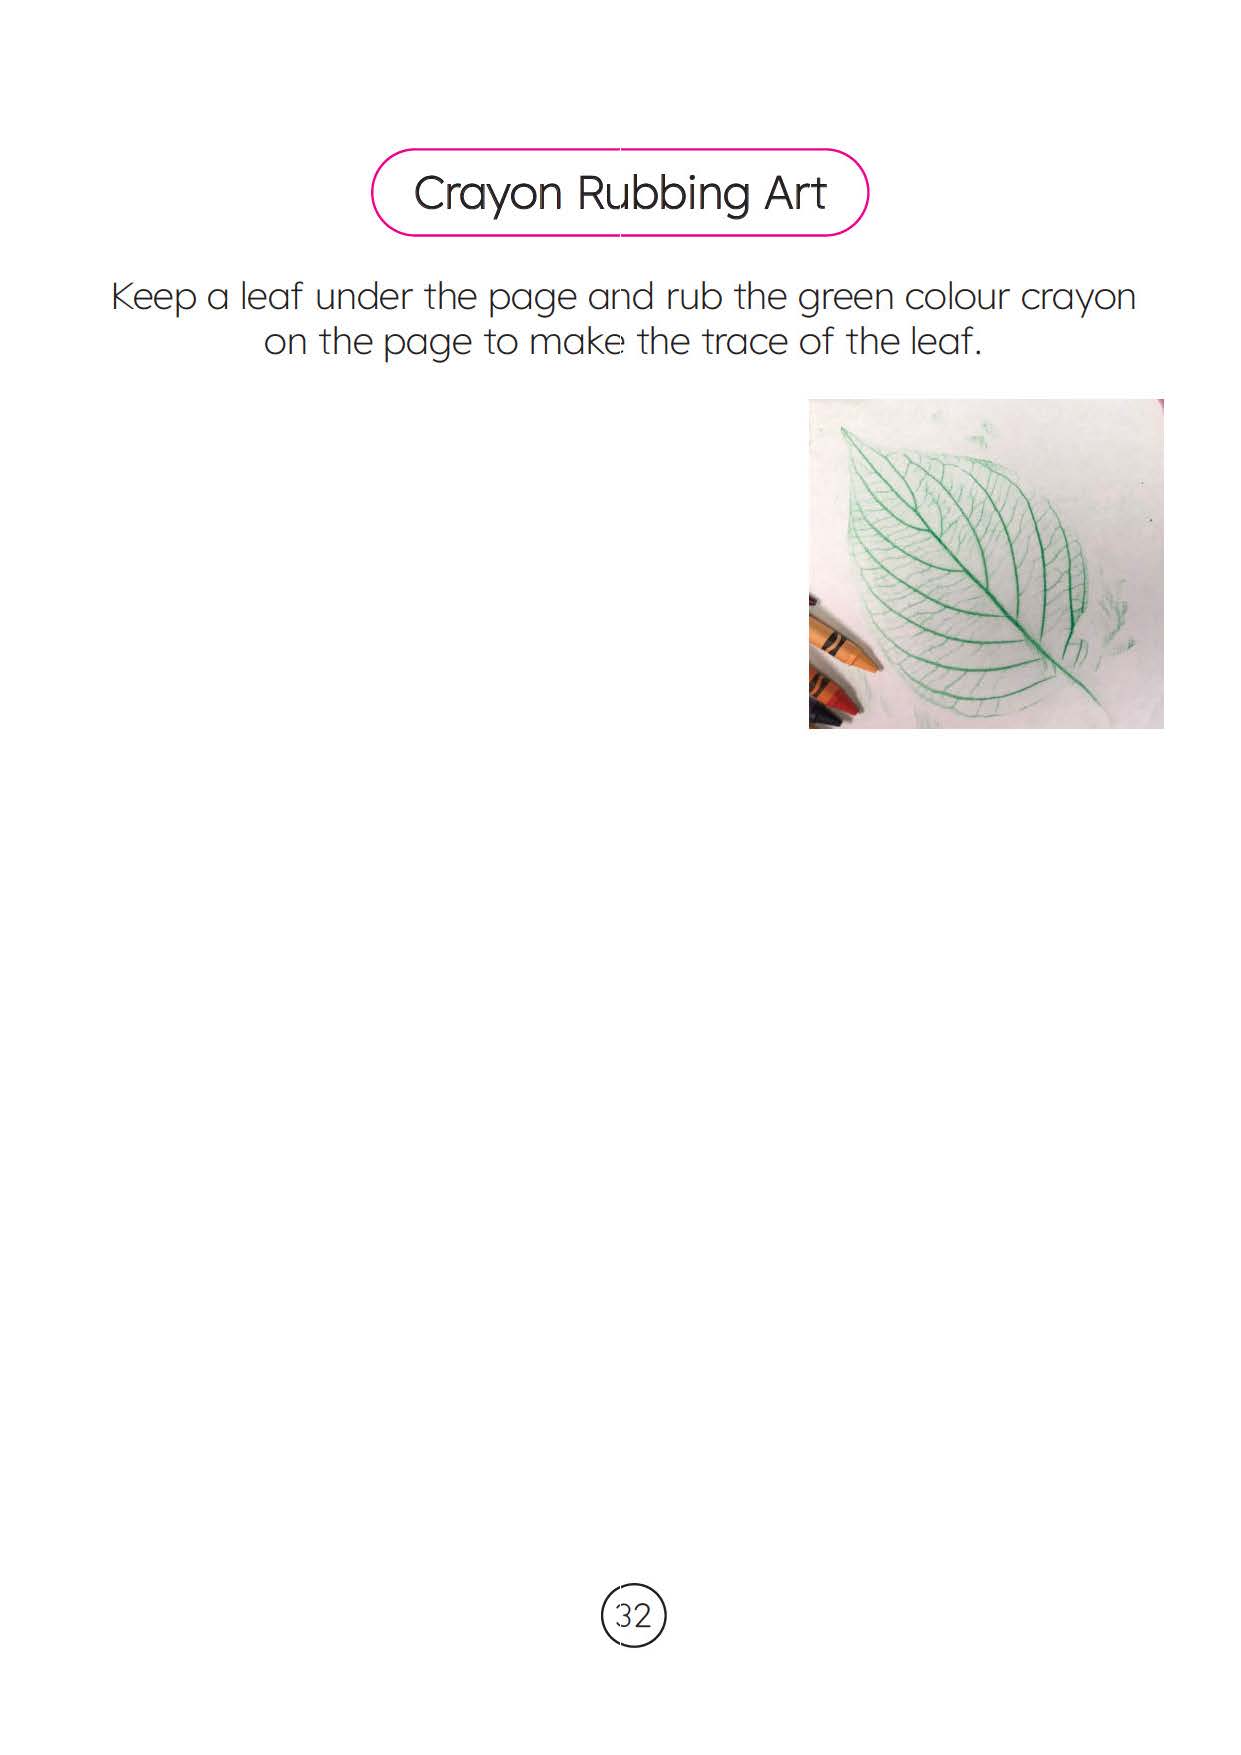 Crayon Rubbing Art
Keep a leaf under the page and rub the green colour crayon
on the page to make the trace of the leaf.
32